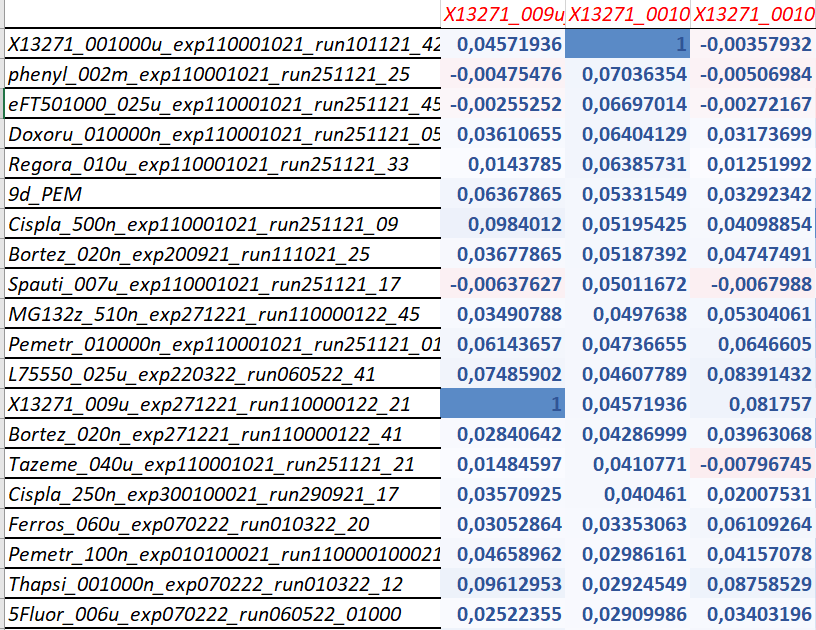 X13271_009u X13271_0010 X13271_0010
X13271_001000u_exp110001021_run101121_42 0,04571936 1 -0,00357932
phenyl_002m_exp110001021_run251121_25 -0,00475476 0,07036354 -0,00506984
eFT501000_025u_exp110001021_run251121_45 -0,00255252 0,06697014 -0,00272167
Doxoru_010000n_exp110001021_run251121_05 0,03610655 0,06404129 0,03173699
Regora_010u_exp110001021_run251121_33 0,0143785 0,06385731 0,01251992
9d_PEM 0,06367865 0,05331549 0,03292342
Cispla_500n_exp110001021_run251121_09 0,0984012 0,05195425 0,04098854
Bortez_020n_exp200921_run111021_25 0,03677865 0,05187392 0,04747491
Spauti_007u_exp110001021_run251121_17 -0,00637627 0,05011672 -0,0067988
MG132z_510n_exp271221_run110000122_45 0,03490788 0,0497638 0,05304061
Pemetr_010000n_exp110001021_run251121_01 0,06143657 0,04736655 0,0646605
L75550_025u_exp220322_run060522_41 0,07485902 0,04607789 0,08391432
X13271_009u_exp271221_run110000122_21 1 0,04571936 0,081757
Bortez_020n_exp271221_run110000122_41 0,02840642 0,04286999 0,03963068
Tazeme_040u_exp110001021_run251121_21 0,01484597 0,0410771 -0,00796745
Cispla_250n_exp300100021_run290921_17 0,03570925 0,040461 0,02007531
Ferros_060u_exp070222_run010322_20 0,03052864 0,03353063 0,06109264
Pemetr_100n_exp010100021_run110000100021 0,04658962 0,02986161 0,04157078
Thapsi_001000n_exp070222_run010322_12 0,09612953 0,02924549 0,08758529
5Fluor_006u_exp070222_run060522_01000 0,02522355 0,02909986 0,03403196